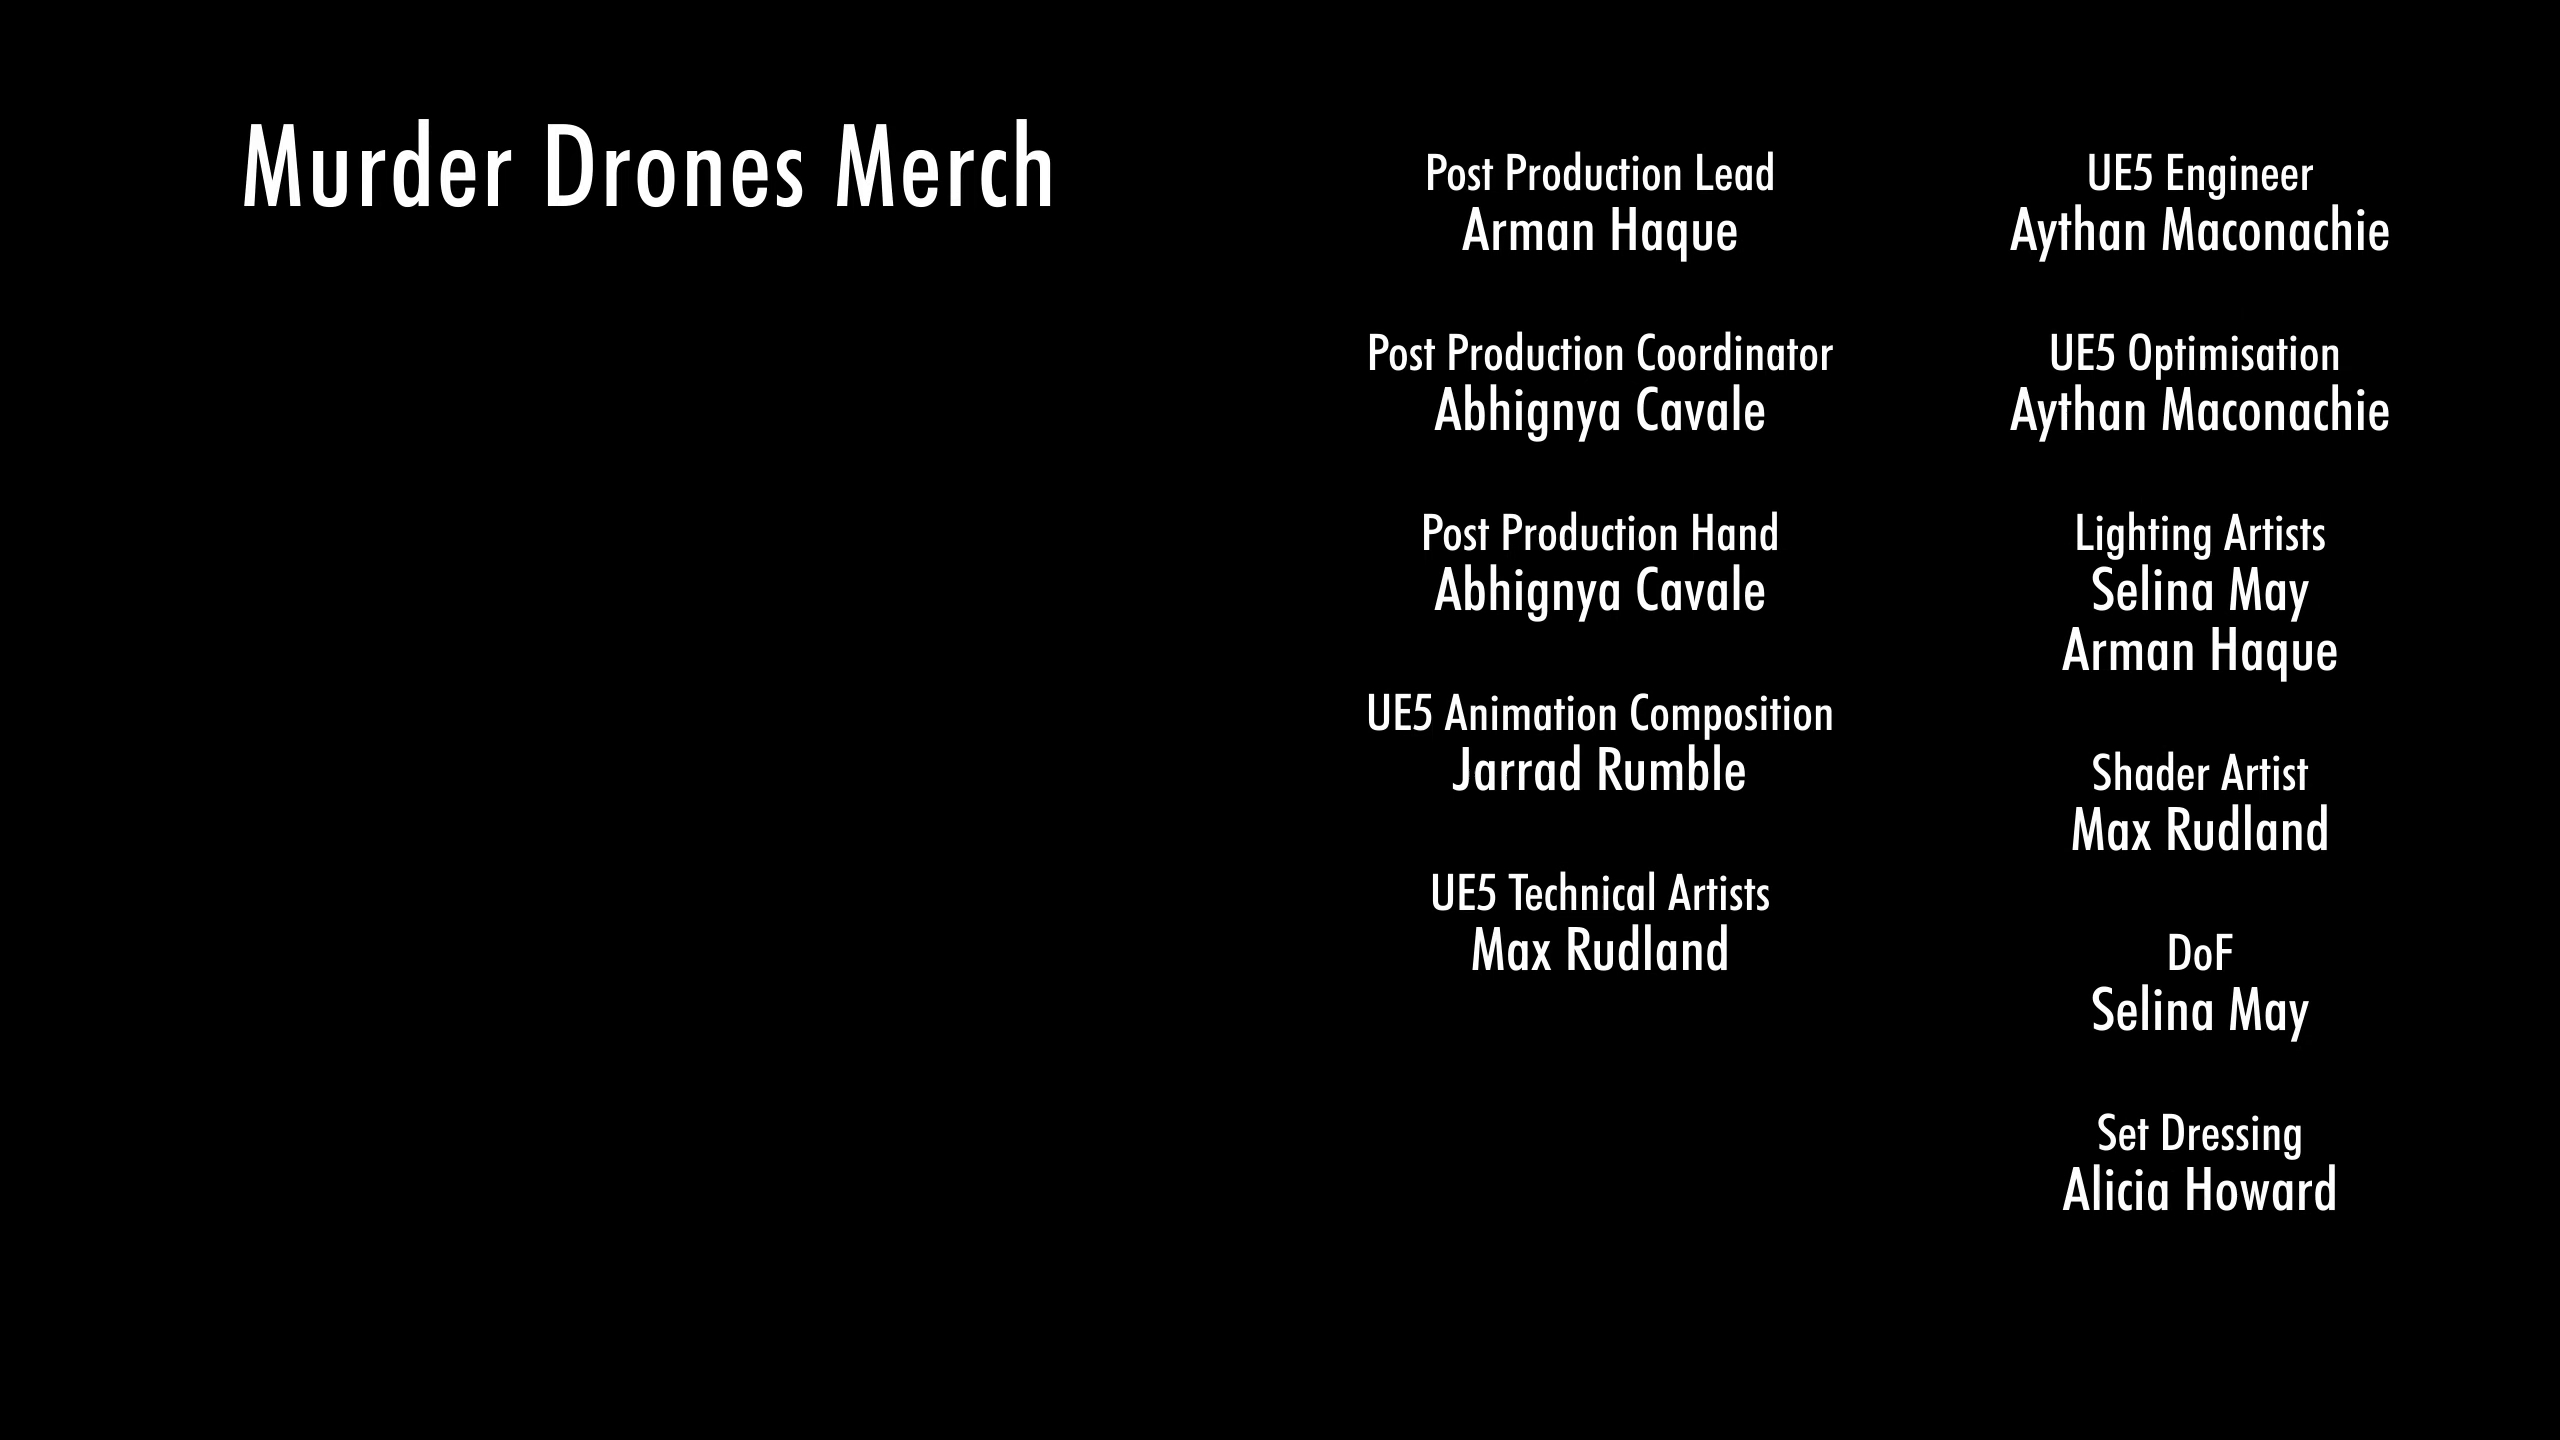 Murder Drones Merch
Post Production Lead
Arman Haque
Post Production Coordinator
Abhignya Cavale
Post Production Hand
Abhignya Cavale
UE5 Animation Composition
Jarrad Rumble
UE5 Technical Artists
Max Rudland
UE5 Engineer
Aythan Maconachie
UE5 Optimisation
Aythan Maconachie
Lighting Artists
Selina May
Arman Haque
Shader Artist
Max Rudland
DoF
Selina May
Set Dressing
Alicia Howard